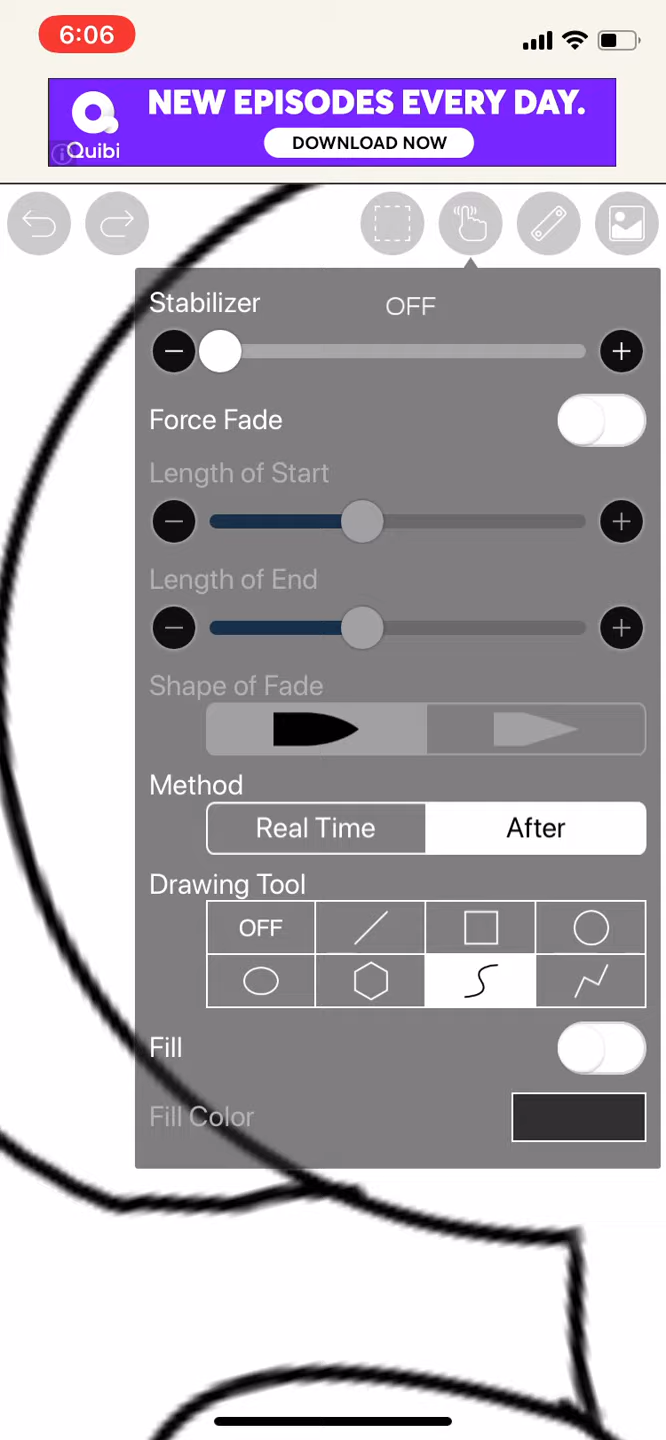 6:06
NEW EPISODES EVERY DAY.
Quibi
DOWNLOAD NOW
Stabilizer
OFF
Force Fade
Length of Start
Length of End
Shape of Fade
Method
Real Time
After
Drawing Tool
OFF
Fill
Fill Color